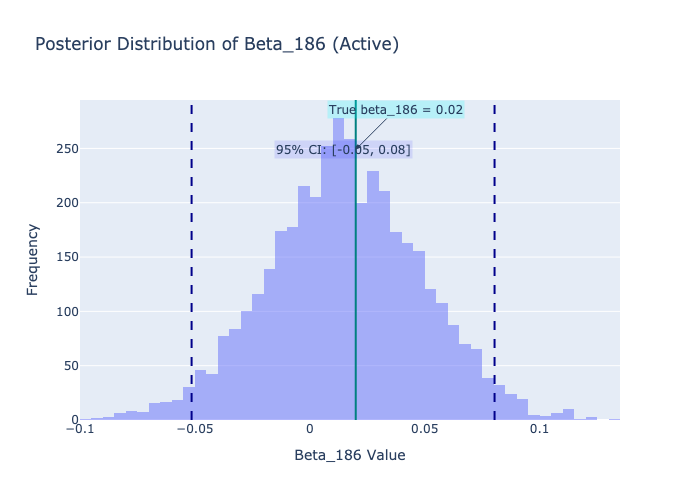 Posterior Distribution of Beta_186 (Active)
True beta_186 = 0.02
95% CI: [-0.05, 0.08]
250
200
150
100
50
0
Frequency
−0.1
−0.05
0
0.05
0.1
Beta_186 Value